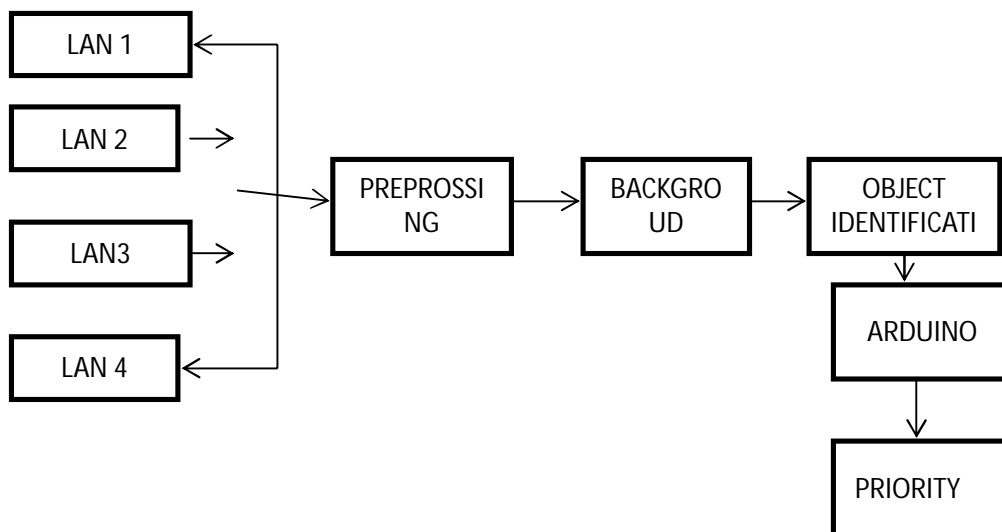 LAN 1
LAN 2
LAN3
LAN 4
PREPROSSI
NG
BACKGRO
UD
OBJECT
IDENTIFICATI
ARDUINO
PRIORITY